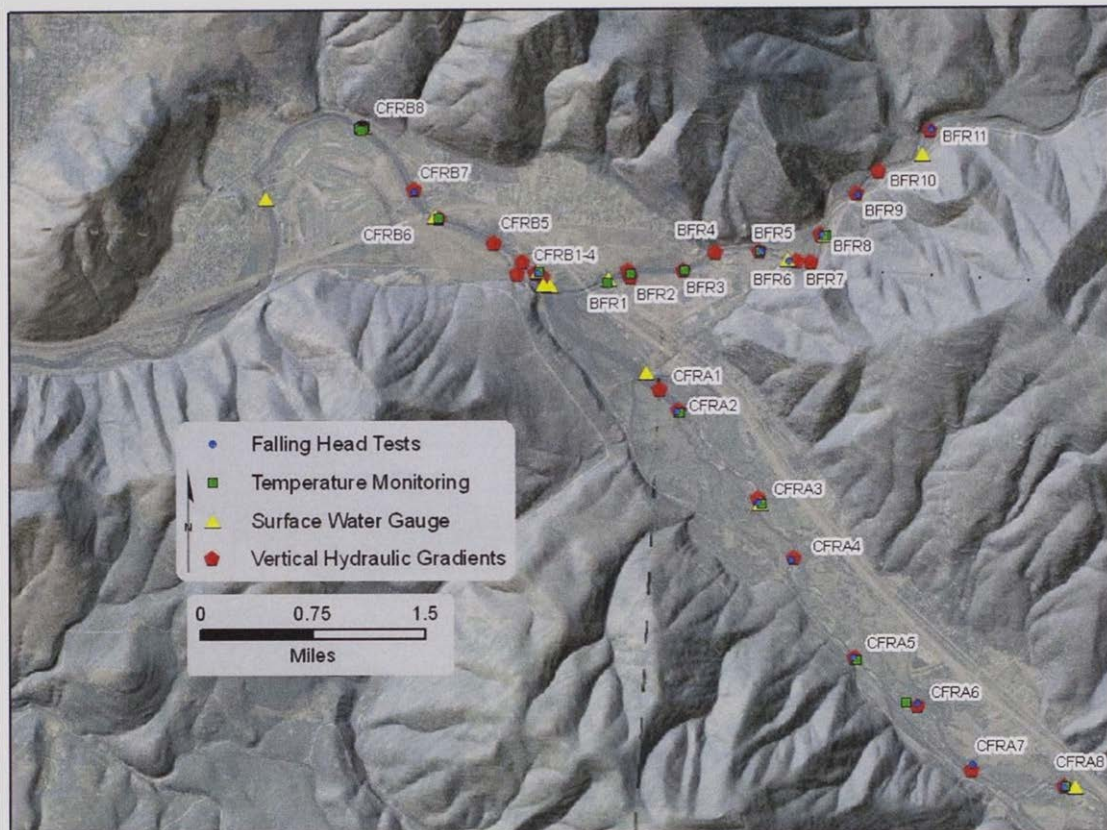 CFRB8
BFR11
CFRB7
BFR10
BFR9
CFRB6
CFRB5
BFR4
BFR5
BFR8
CFRB1-4
BFR6
BFR7
BFR1
BFR2
BFR3
CFRA1
CFRA2
Falling Head Tests
Temperature Monitoring
Surface Water Gauge
Vertical Hydraulic Gradients
N
CFRA3
CFRA4
0 0.75 1.5
Miles
CFRA5
CFRA6
CFRA7
CFRA8